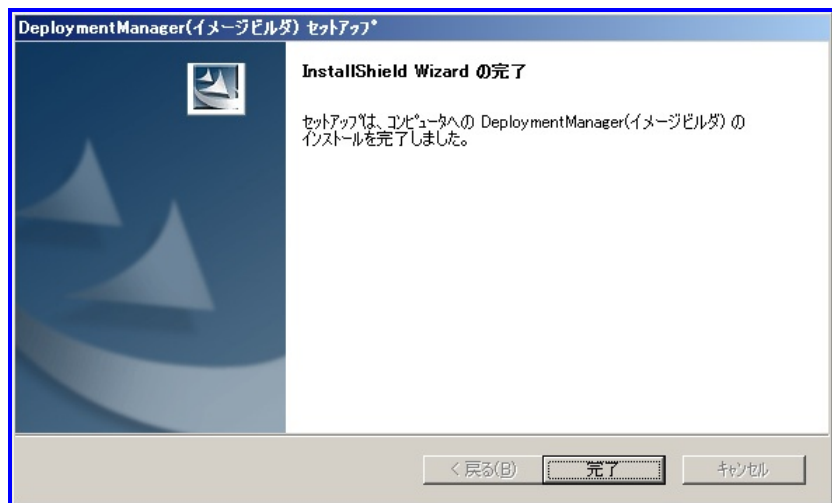 DeploymentManager(イメージビルダ) ｾｯﾄｱｯﾌﾟ
InstallShield Wizard の完了
ｾｯﾄｱｯﾌﾟは、ｺﾝﾋﾟｭｰﾀへの DeploymentManager(イメージビルダ) の
ｲﾝｽﾄｰﾙを完了しました。
< 戻る(B)
完了
ｷｬﾝｾﾙ